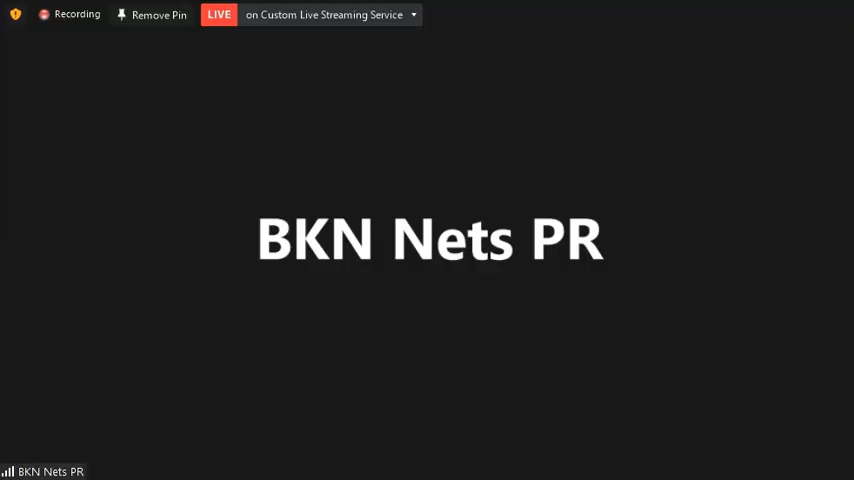 Recording Remove Pin LIVE on Custom Live Streaming Service
BKN Nets PR
BKN Nets PR